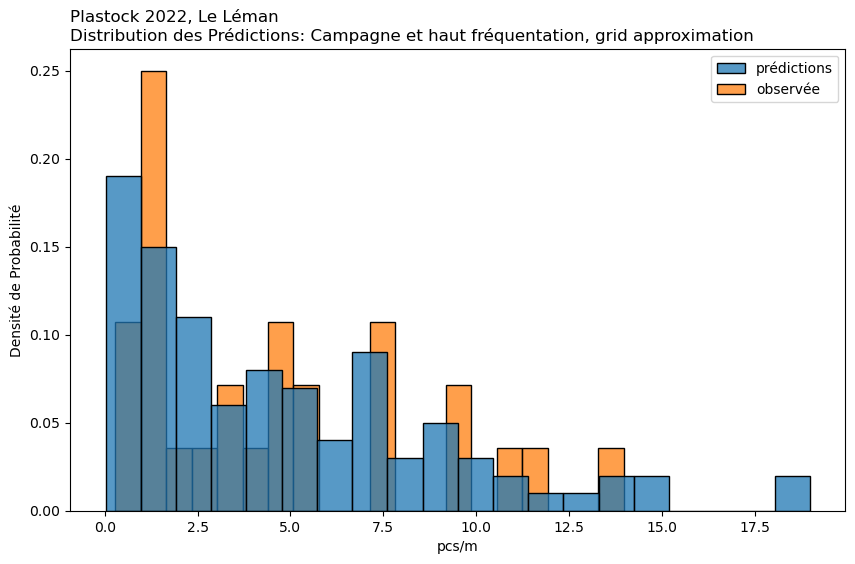 Plastock 2022, Le Léman
Distribution des Prédictions: Campagne et haut fréquentation, grid approximation
prédictions
observée
Densité de Probabilité
0.25
0.20
0.15
0.10
0.05
0.00
0.0 2.5 5.0 7.5 10.0 12.5 15.0 17.5
pcs/m